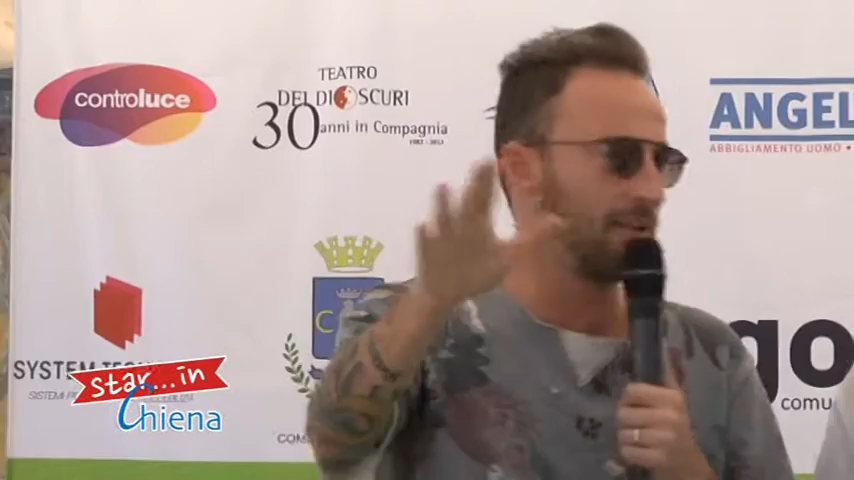 controluce
TEATRO
DEI DIOSCURI
30 anni in Compagnia
ANGEL
ABBIGLIAMENTO UOMO •
SYSTEM
star...in
Chiena
go
comu